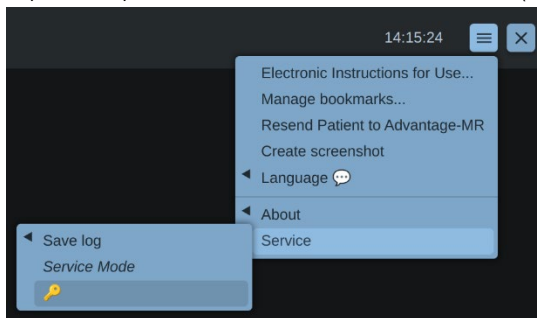 14:15:24
Electronic Instructions for Use...
Manage bookmarks...
Resend Patient to Advantage-MR
Create screenshot
Language 💬
About
Service
Save log
Service Mode
🔑